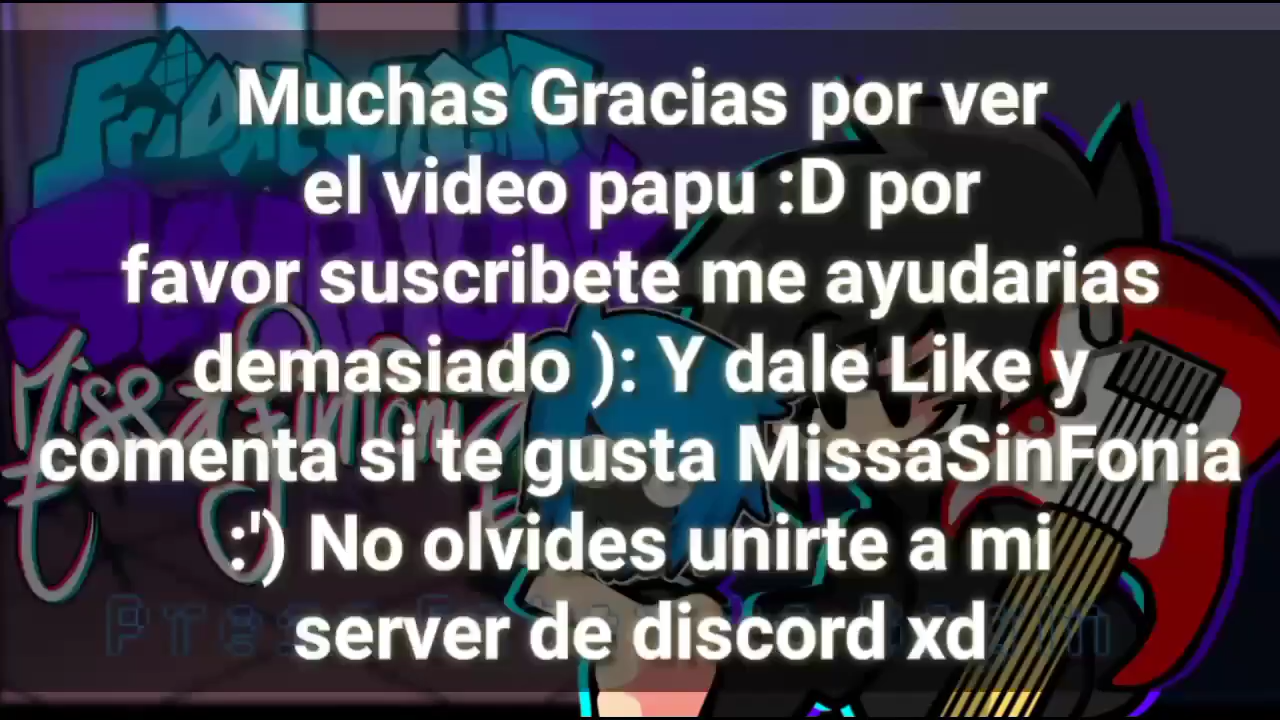 Muchas Gracias por ver
el video papu :D por
favor suscribete me ayudarias
demasiado ): Y dale Like y
comenta si te gusta MissaSinFonia
:') No olvides unirte a mi
server de discord xd